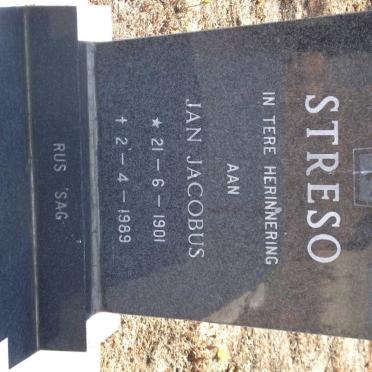 STRESO
IN TERE HERINNERING
AAN
JAN JACOBUS
★ 21-6-1901
✝ 2-4-1989
RUS SAG